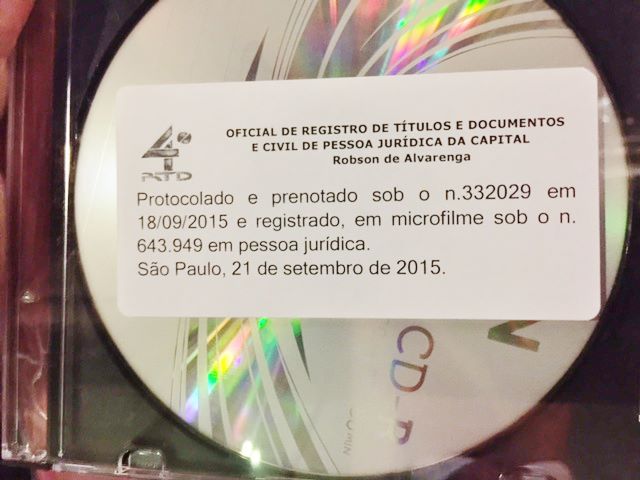 4º
RTD
OFICIAL DE REGISTRO DE TÍTULOS E DOCUMENTOS
E CIVIL DE PESSOA JURÍDICA DA CAPITAL
Robson de Alvarenga
Protocolado e prenotado sob o n.332029 em
18/09/2015 e registrado, em microfilme sob o n.
643.949 em pessoa jurídica.
São Paulo, 21 de setembro de 2015.
CD-R